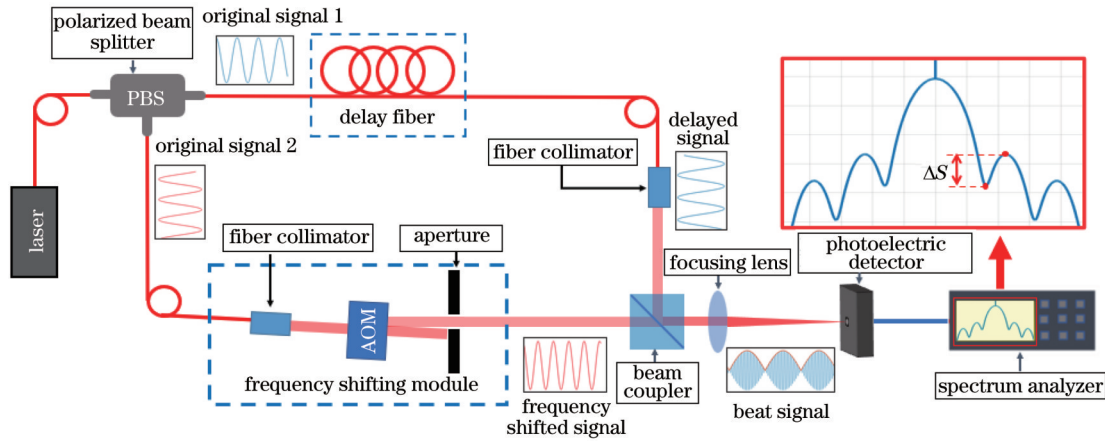 polarized beam
splitter
original signal 1
PBS
delay fiber
original signal 2
laser
fiber collimator
delayed
signal
ΔS
fiber collimator
aperture
AOM
frequency shifting module
focusing lens
photoelectric
detector
frequency
shifted signal
beam
coupler
beat signal
spectrum analyzer